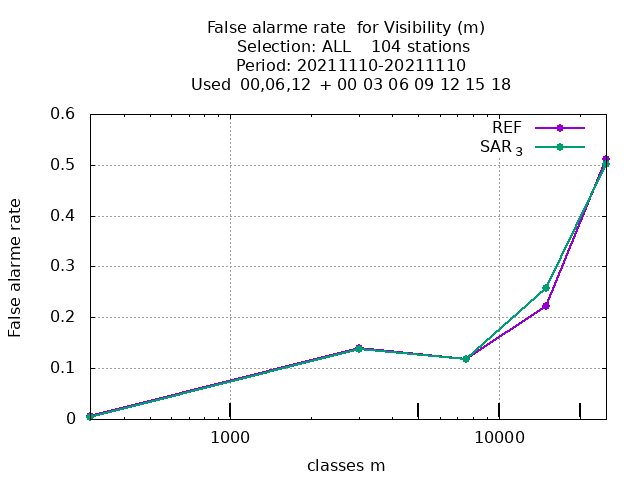 False alarme rate  for Visibility (m)
Selection: ALL    104 stations
Period: 20211110-20211110
Used  00,06,12  + 00 03 06 09 12 15 18
REF
SAR 3
0.6
0.5
0.4
0.3
0.2
0.1
0
False alarme rate
1000
10000
classes m